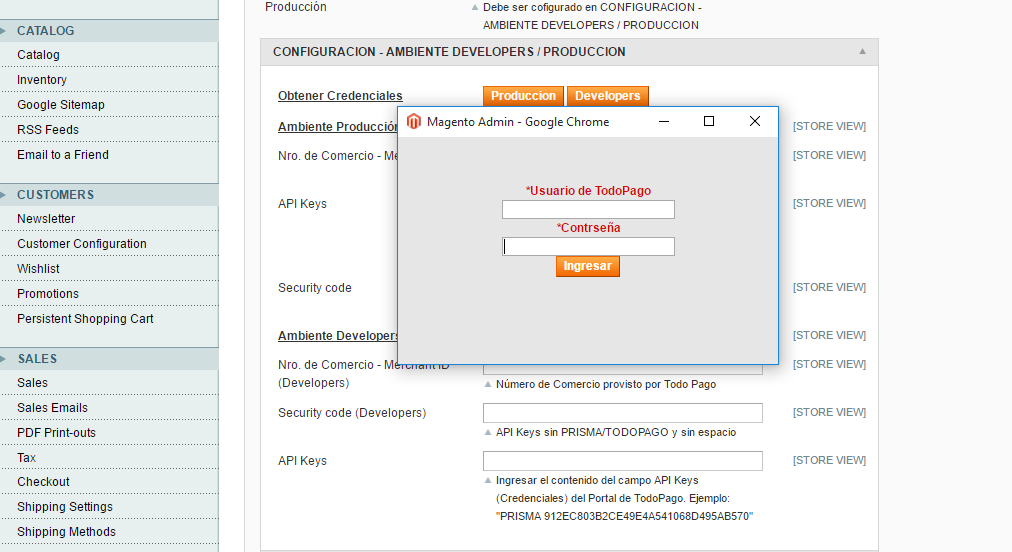 CATALOG
Catalog
Inventory
Google Sitemap
RSS Feeds
Email to a Friend
CUSTOMERS
Newsletter
Customer Configuration
Wishlist
Promotions
Persistent Shopping Cart
SALES
Sales
Sales Emails
PDF Print-outs
Tax
Checkout
Shipping Settings
Shipping Methods
Producción
Debe ser cofigurado en CONFIGURACION -
AMBIENTE DEVELOPERS / PRODUCCION
CONFIGURACION - AMBIENTE DEVELOPERS / PRODUCCION
Obtener Credenciales
Produccion Developers
Ambiente Producción
[STORE VIEW]
Nro. de Comercio - Me
[STORE VIEW]
API Keys
[STORE VIEW]
Security code
[STORE VIEW]
Magento Admin - Google Chrome
*Usuario de TodoPago
*Contrseña
Ingresar
Ambiente Developers
[STORE VIEW]
Nro. de Comercio - Merchant ID
(Developers)
[STORE VIEW]
Número de Comercio provisto por Todo Pago
Security code (Developers)
[STORE VIEW]
API Keys sin PRISMA/TODOPAGO y sin espacio
API Keys
[STORE VIEW]
Ingresar el contenido del campo API Keys
(Credenciales) del Portal de TodoPago. Ejemplo:
"PRISMA 912EC803B2CE49E4A541068D495AB570"